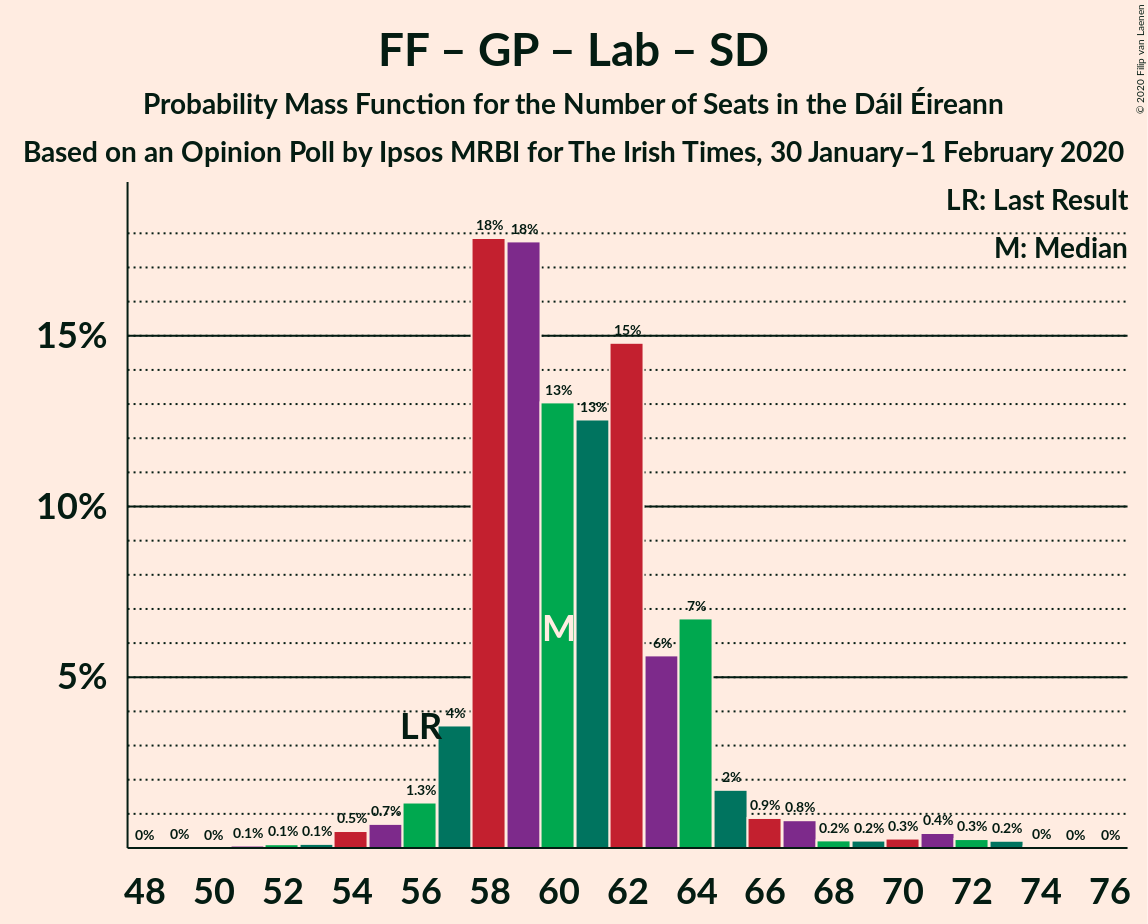 FF – GP – Lab – SD
Probability Mass Function for the Number of Seats in the Dáil Éireann
Based on an Opinion Poll by Ipsos MRBI for The Irish Times, 30 January–1 February 2020
© 2020 Filip van Laenen
LR: Last Result
M: Median
15%
10%
5%
0% 0% 0% 0.1% 0.1% 0.1% 0.5% 0.7% 1.3% 4% 18% 18% 13% 13% 15% 6% 7% 2% 0.9% 0.8% 0.2% 0.2% 0.3% 0.4% 0.3% 0.2% 0% 0% 0%
LR
M
48 50 52 54 56 58 60 62 64 66 68 70 72 74 76